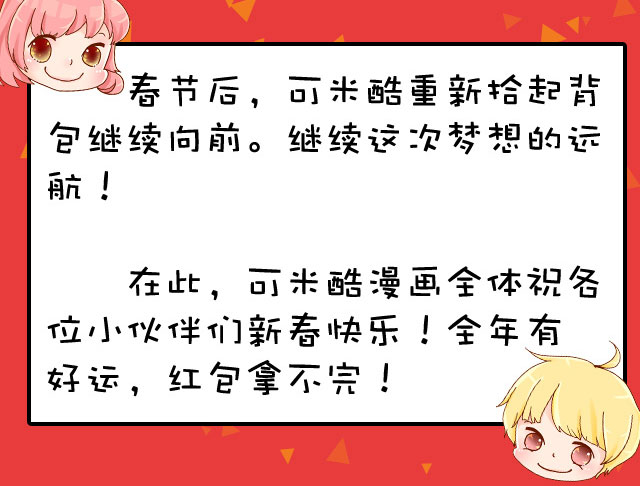 春节后，可米酷重新拾起背
包继续向前。继续这次梦想的远
航！
在此，可米酷漫画全体祝各
位小伙伴们新春快乐！全年有
好运，红包拿不完！